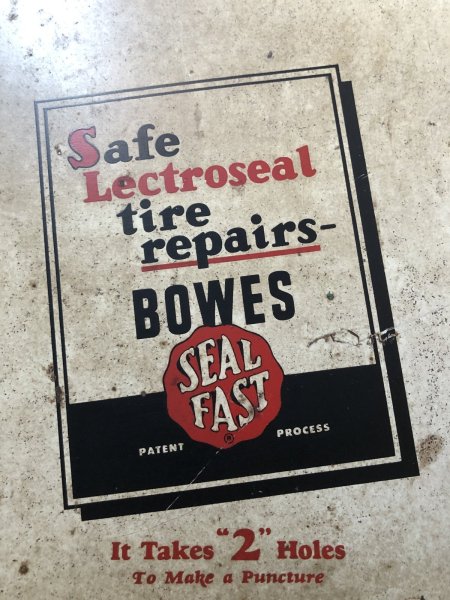 Safe
Lectroseal
tire
repairs-
BOWES
SEAL
FAST
®
PATENT PROCESS
It Takes "2" Holes
To Make a Puncture